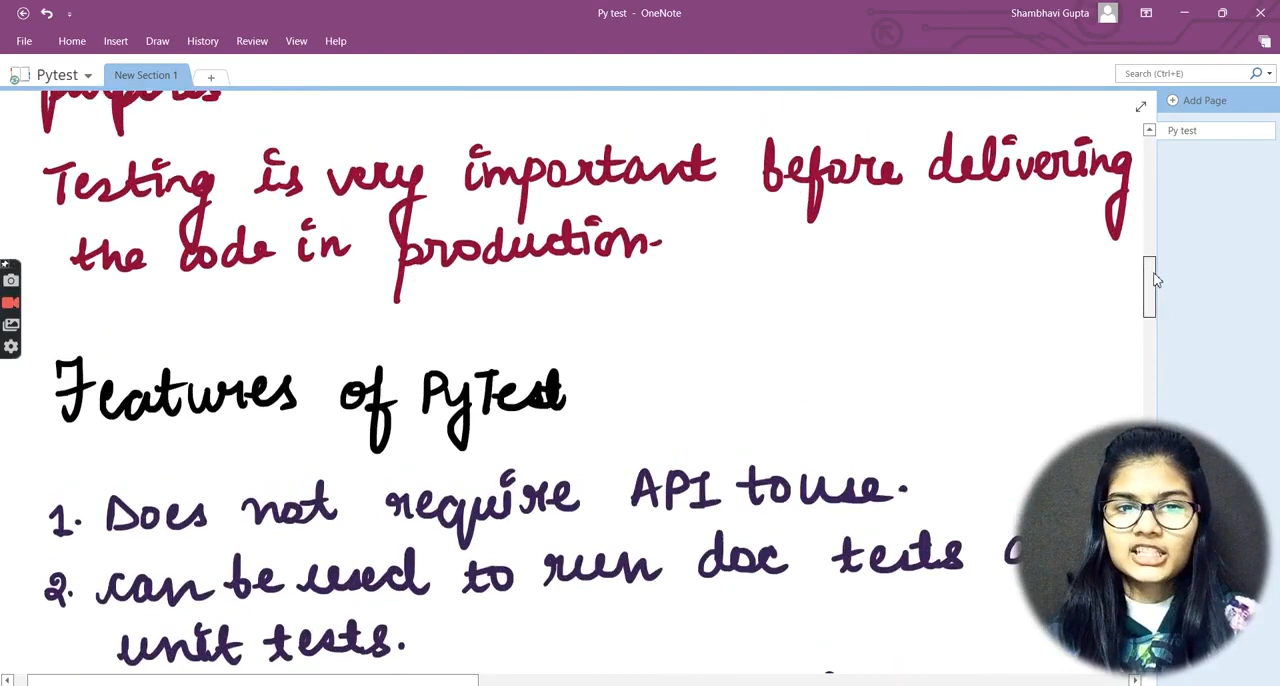 Py test - OneNote
Shambhavi Gupta
File Home Insert Draw History Review View Help
Pytest
New Section 1
+
Search (Ctrl+E)
Add Page
Py test
purposes
Testing is very important before delivering
the code in production.
Features of PyTest
1. Does not require API to use.
2. can be used to run doc tests
unit tests.